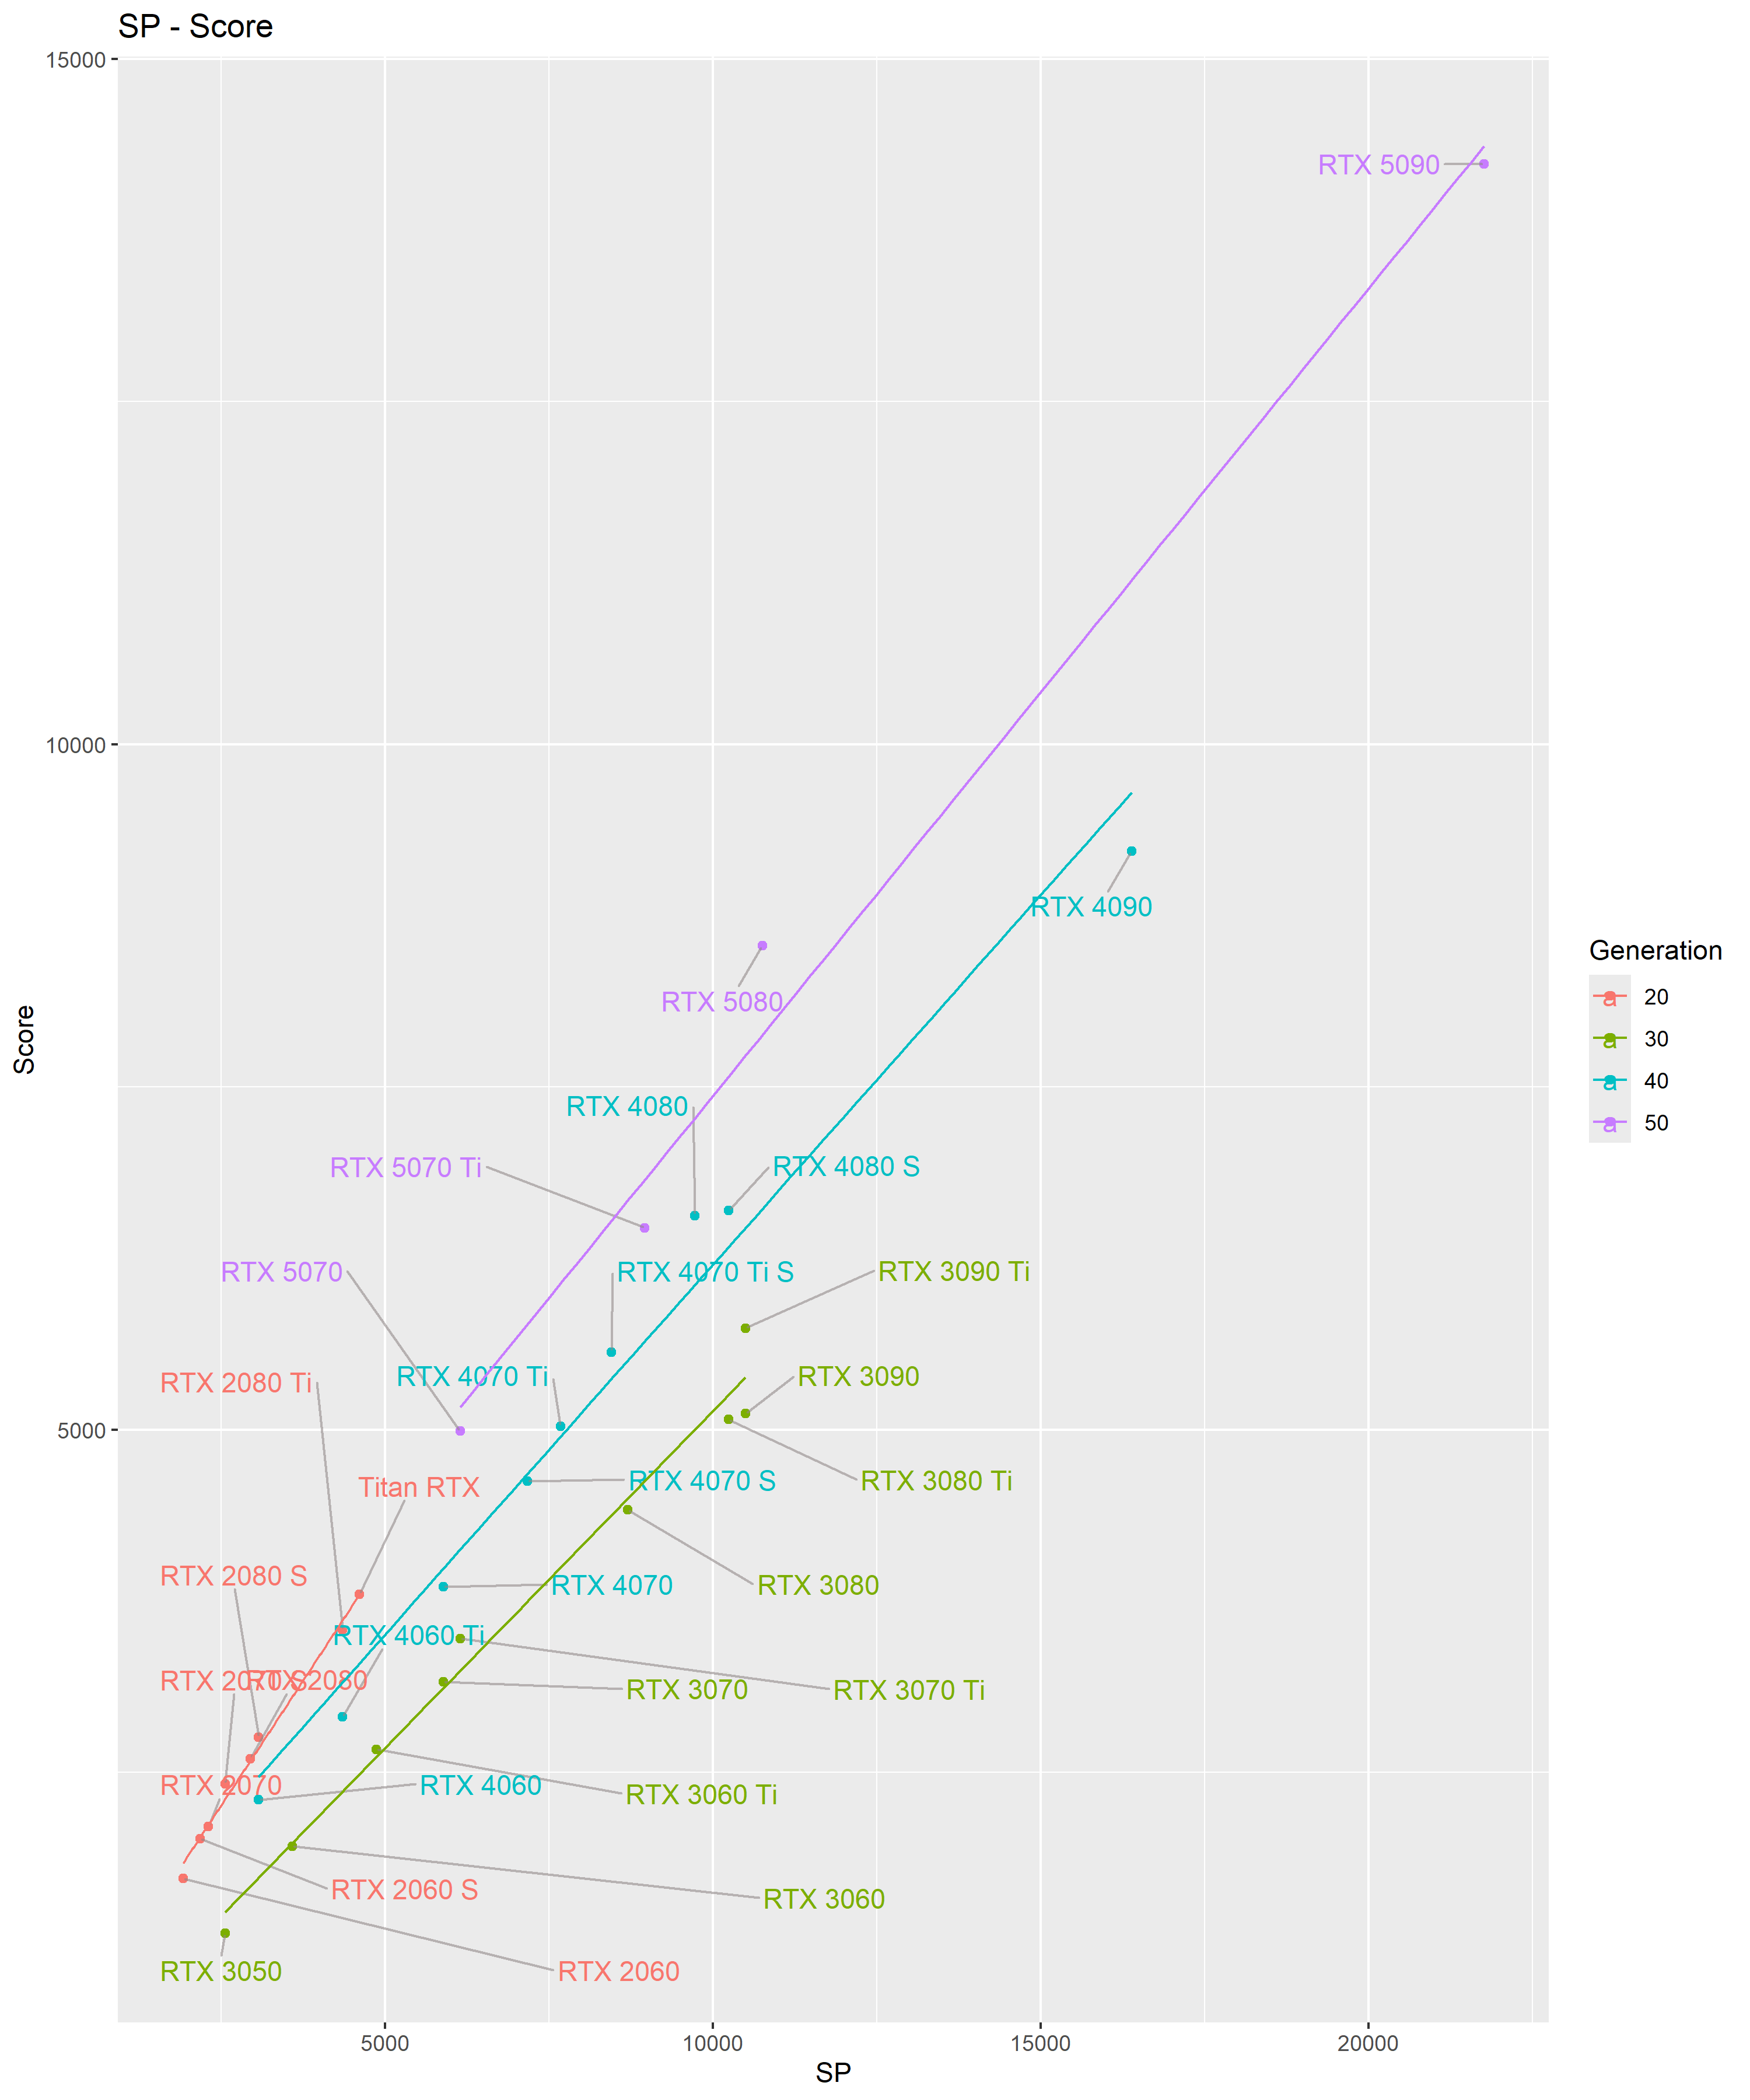 SP - Score
15000
RTX 5090
10000
RTX 4090
Generation
20
30
40
50
a
a
a
a
RTX 5080
Score
RTX 4080
RTX 5070 Ti
RTX 4080 S
RTX 5070
RTX 4070 Ti S
RTX 3090 Ti
RTX 2080 Ti
RTX 4070 Ti
RTX 3090
5000
Titan RTX
RTX 4070 S
RTX 3080 Ti
RTX 2080 S
RTX 4070
RTX 3080
RTX 4060 Ti
RTX 2070 S
RTX 2080
RTX 3070
RTX 3070 Ti
RTX 2070
RTX 4060
RTX 3060 Ti
RTX 2060 S
RTX 3060
RTX 3050
RTX 2060
5000
10000
15000
20000
SP